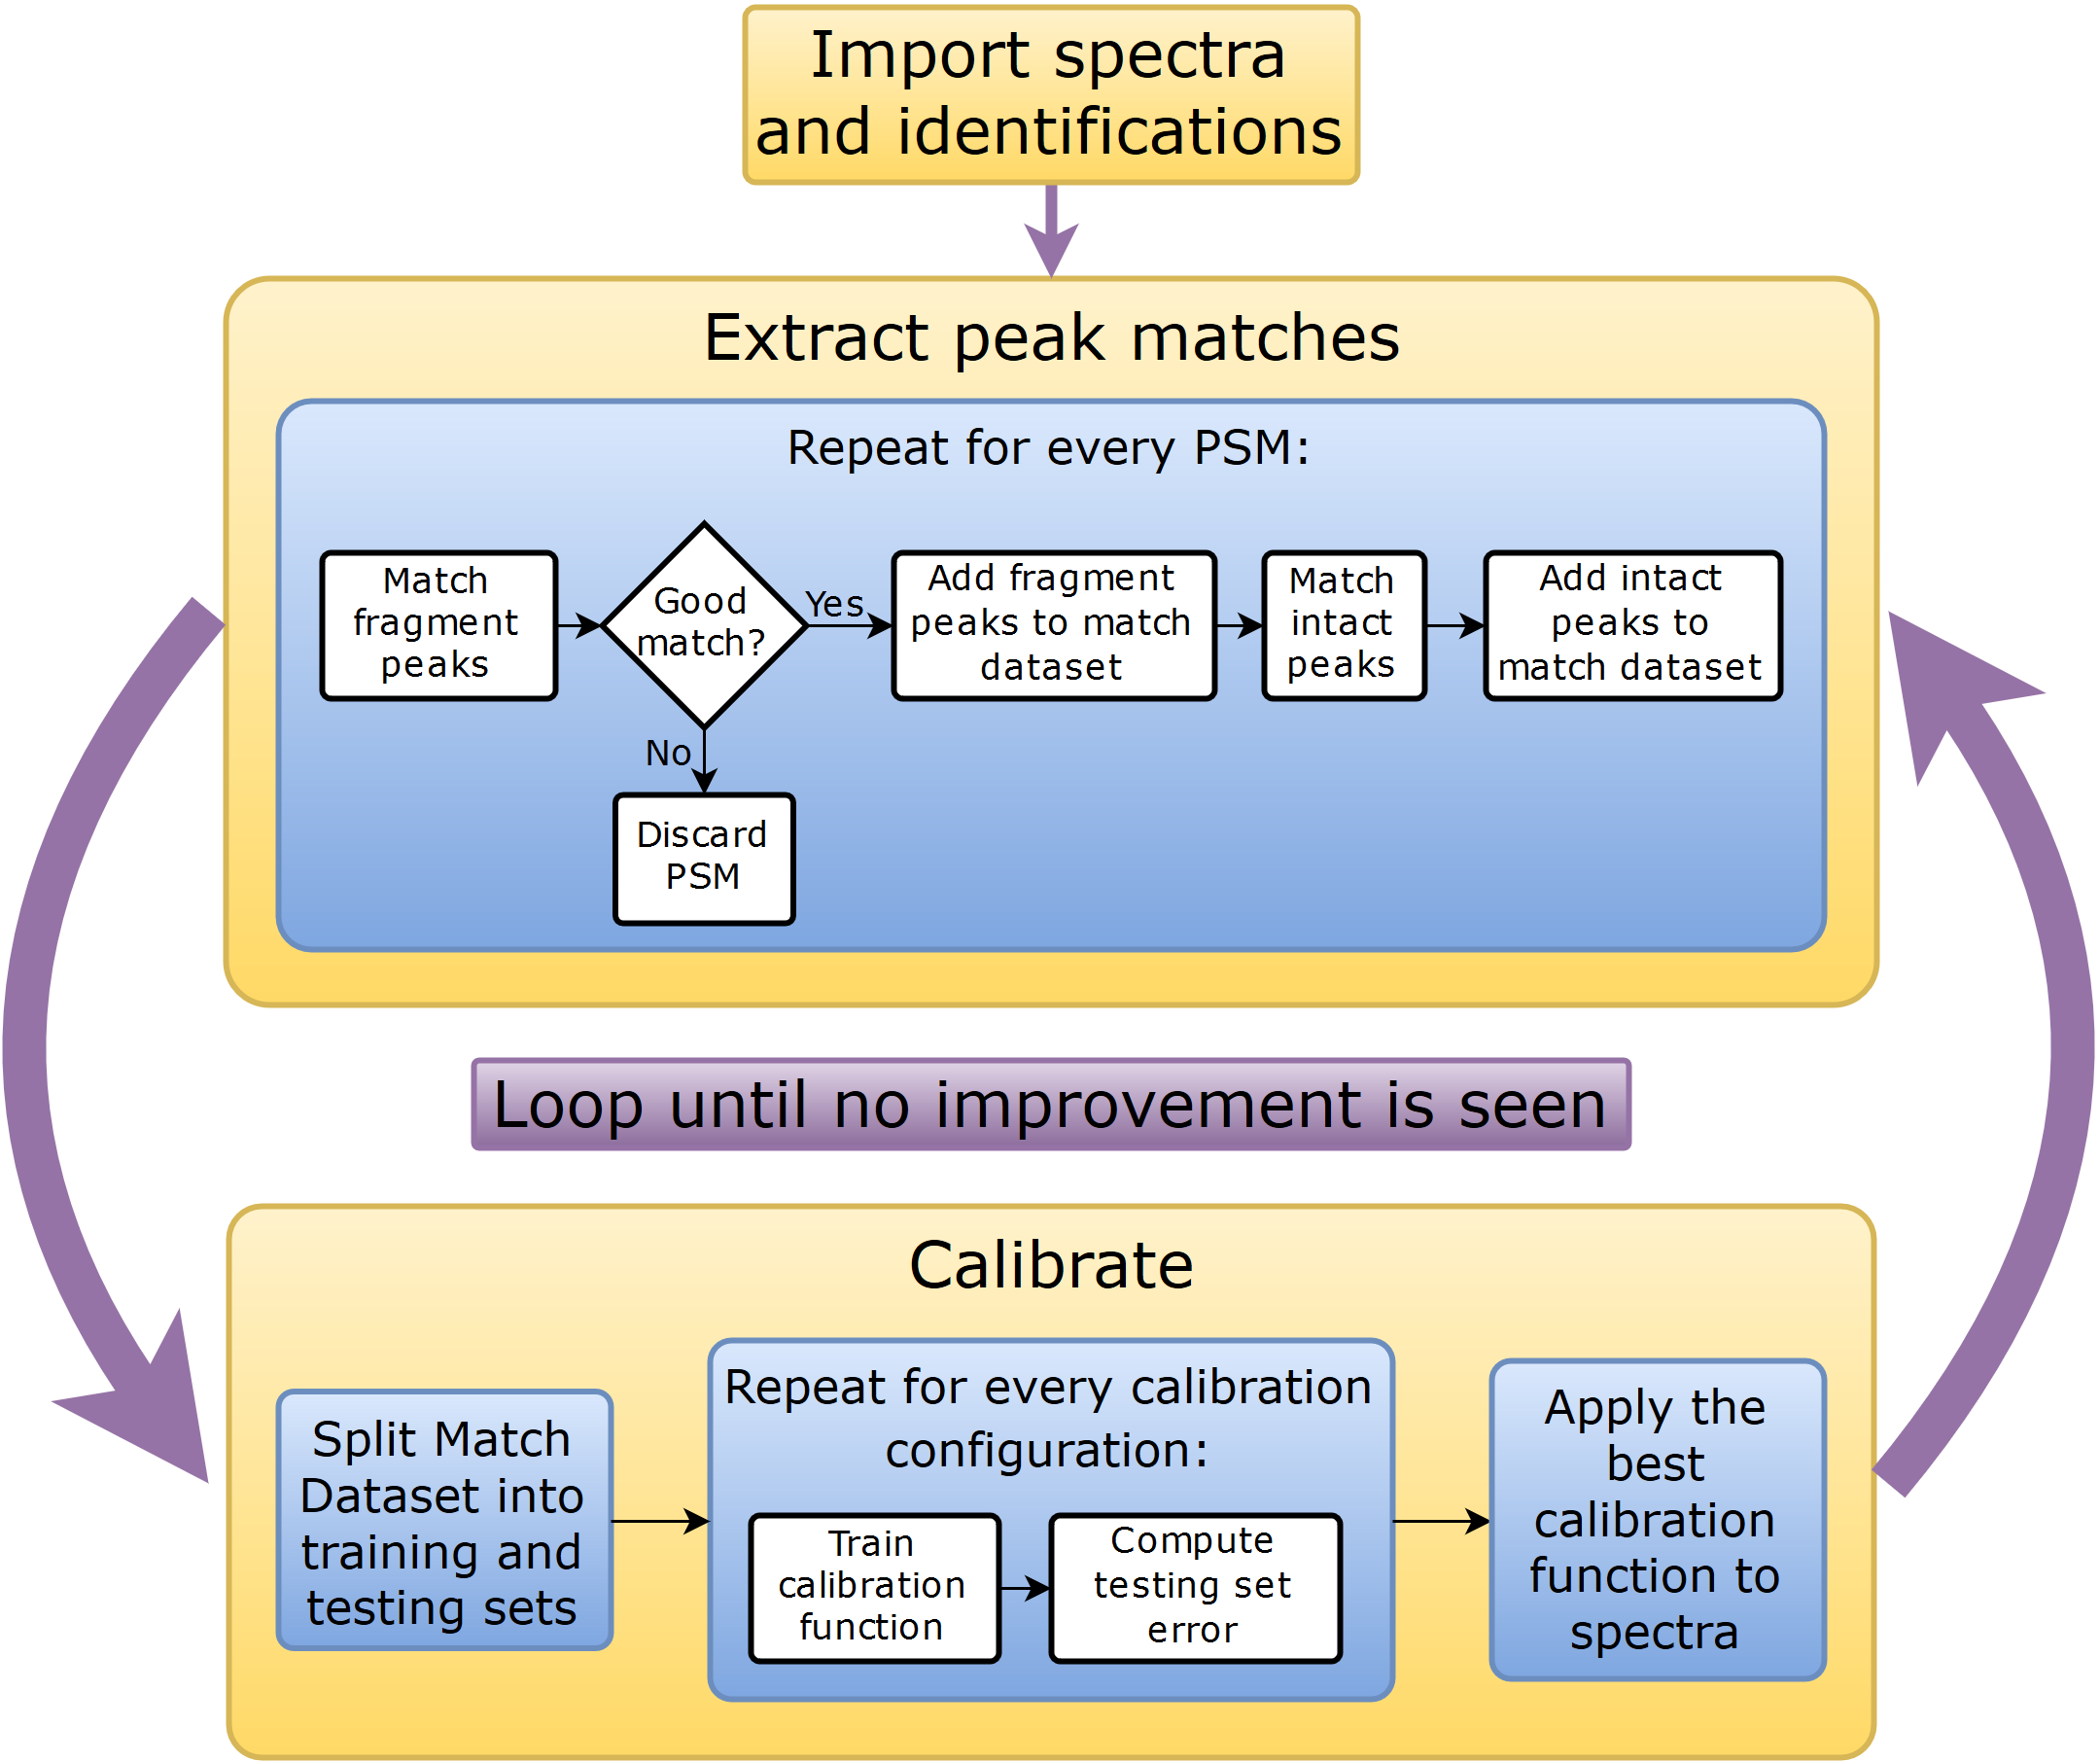 Import spectra
and identifications
Extract peak matches
Repeat for every PSM:
Match
fragment
peaks
Good
match?
Yes
Add fragment
peaks to match
dataset
Match
intact
peaks
Add intact
peaks to
match dataset
No
Discard
PSM
Loop until no improvement is seen
Calibrate
Split Match
Dataset into
training and
testing sets
Repeat for every calibration
configuration:
Train
calibration
function
Compute
testing set
error
Apply the
best
calibration
function to
spectra